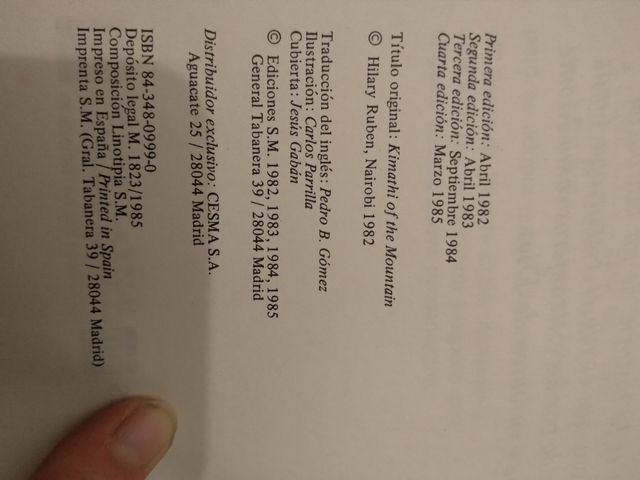 Primera edición: Abril 1982
Segunda edición: Abril 1983
Tercera edición: Septiembre 1984
Cuarta edición: Marzo 1985
Título original: Kimathi of the Mountain
© Hilary Ruben, Nairobi 1982
Traducción del inglés: Pedro B. Gómez
Ilustración: Carlos Parrilla
Cubierta: Jesús Gabán
© Ediciones S.M. 1982, 1983, 1984, 1985
General Tabanera 39 / 28044 Madrid
Distribuidor exclusivo: CESMA S.A.
Aguacate 25 / 28044 Madrid
ISBN 84-348-0999-0
Depósito legal M. 1823/1985
Composición Linotipia S.M.
Impreso en España / Printed in Spain
Imprenta S.M. (Gral. Tabanera 39 / 28044 Madrid)